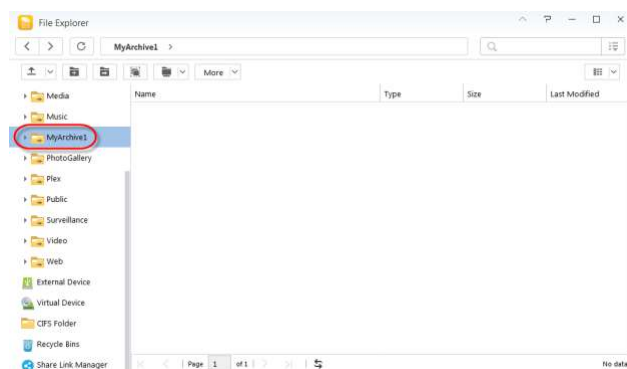 File Explorer
MyArchive1 >
More
Name Type Size Last Modified
Media
Music
MyArchive1
PhotoGallery
Plex
Public
Surveillance
Video
Web
External Device
Virtual Device
CIFS Folder
Recycle Bins
Share Link Manager
Page 1 of 1
No data